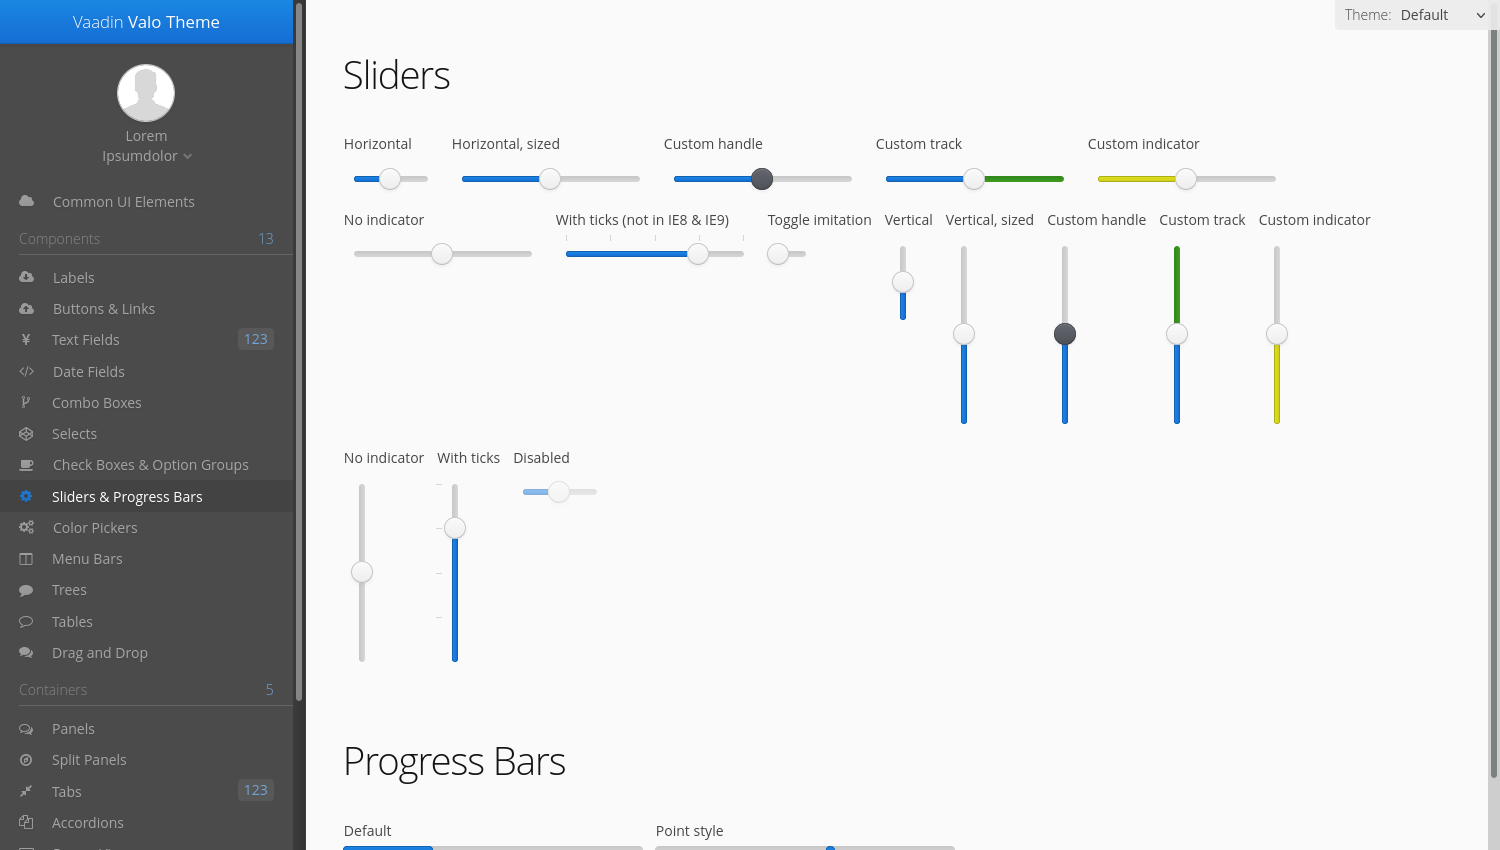 Vaadin Valo Theme
Lorem
Ipsumdolor
Common UI Elements
Components 13
Labels
Buttons & Links
Text Fields 123
Date Fields
Combo Boxes
Selects
Check Boxes & Option Groups
Sliders & Progress Bars
Color Pickers
Menu Bars
Trees
Tables
Drag and Drop
Containers 5
Panels
Split Panels
Tabs 123
Accordions
Theme: Default
Sliders
Horizontal Horizontal, sized Custom handle Custom track Custom indicator
No indicator With ticks (not in IE8 & IE9) Toggle imitation Vertical Vertical, sized Custom handle Custom track Custom indicator
No indicator With ticks Disabled
Progress Bars
Default Point style